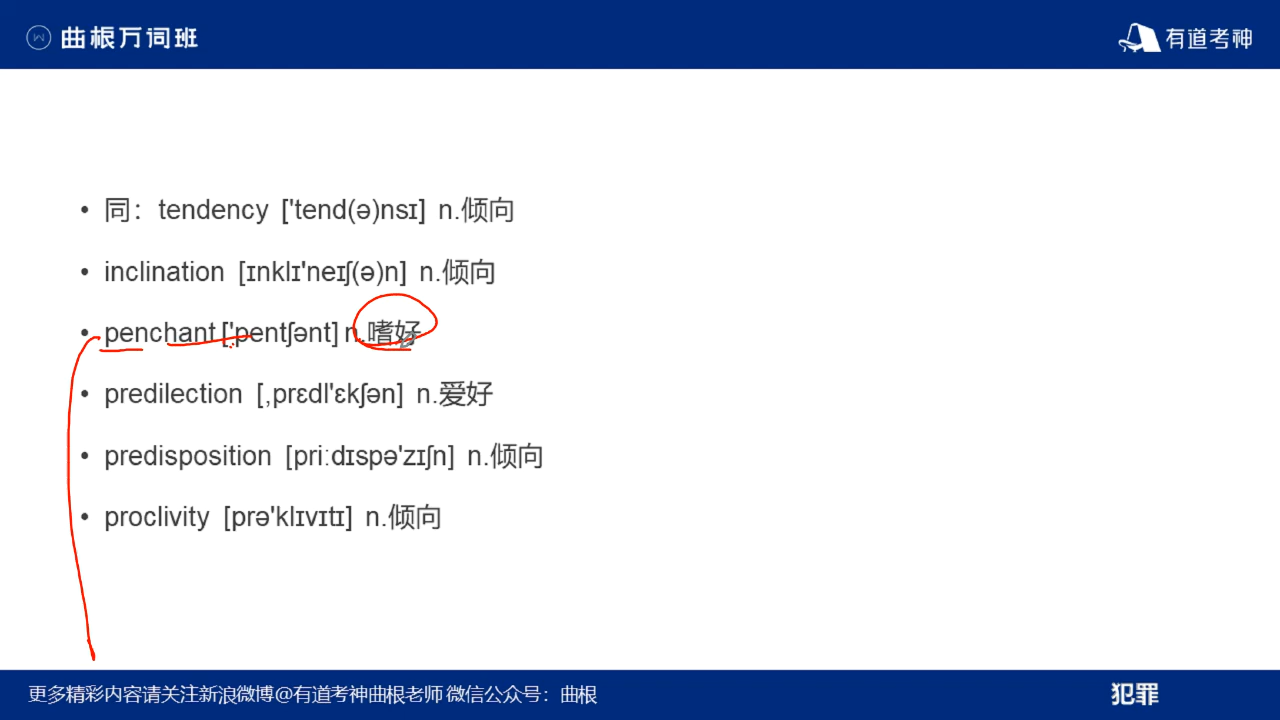 曲根万词班
有道考神
• 同：tendency ['tend(ə)nsɪ] n.倾向
• inclination [ɪnklɪ'neɪʃ(ə)n] n.倾向
• penchant ['pentʃənt] n.嗜好
• predilection [,prɛdl'ɛkʃən] n.爱好
• predisposition [priːdɪspə'zɪʃn] n.倾向
• proclivity [prə'klɪvɪtɪ] n.倾向
更多精彩内容请关注新浪微博@有道考神曲根老师 微信公众号：曲根
犯罪